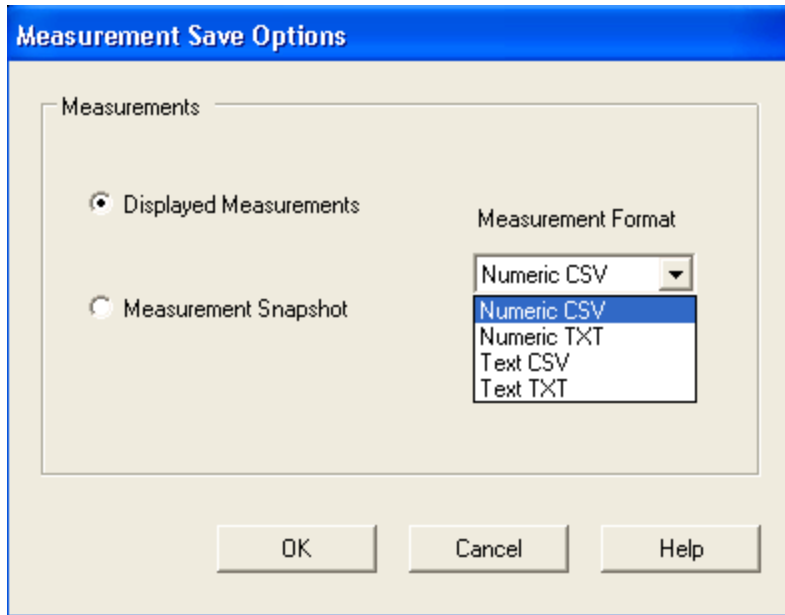 Measurement Save Options
Measurements
Displayed Measurements
Measurement Format
Numeric CSV
Measurement Snapshot
Numeric CSV
Numeric TXT
Text CSV
Text TXT
OK
Cancel
Help